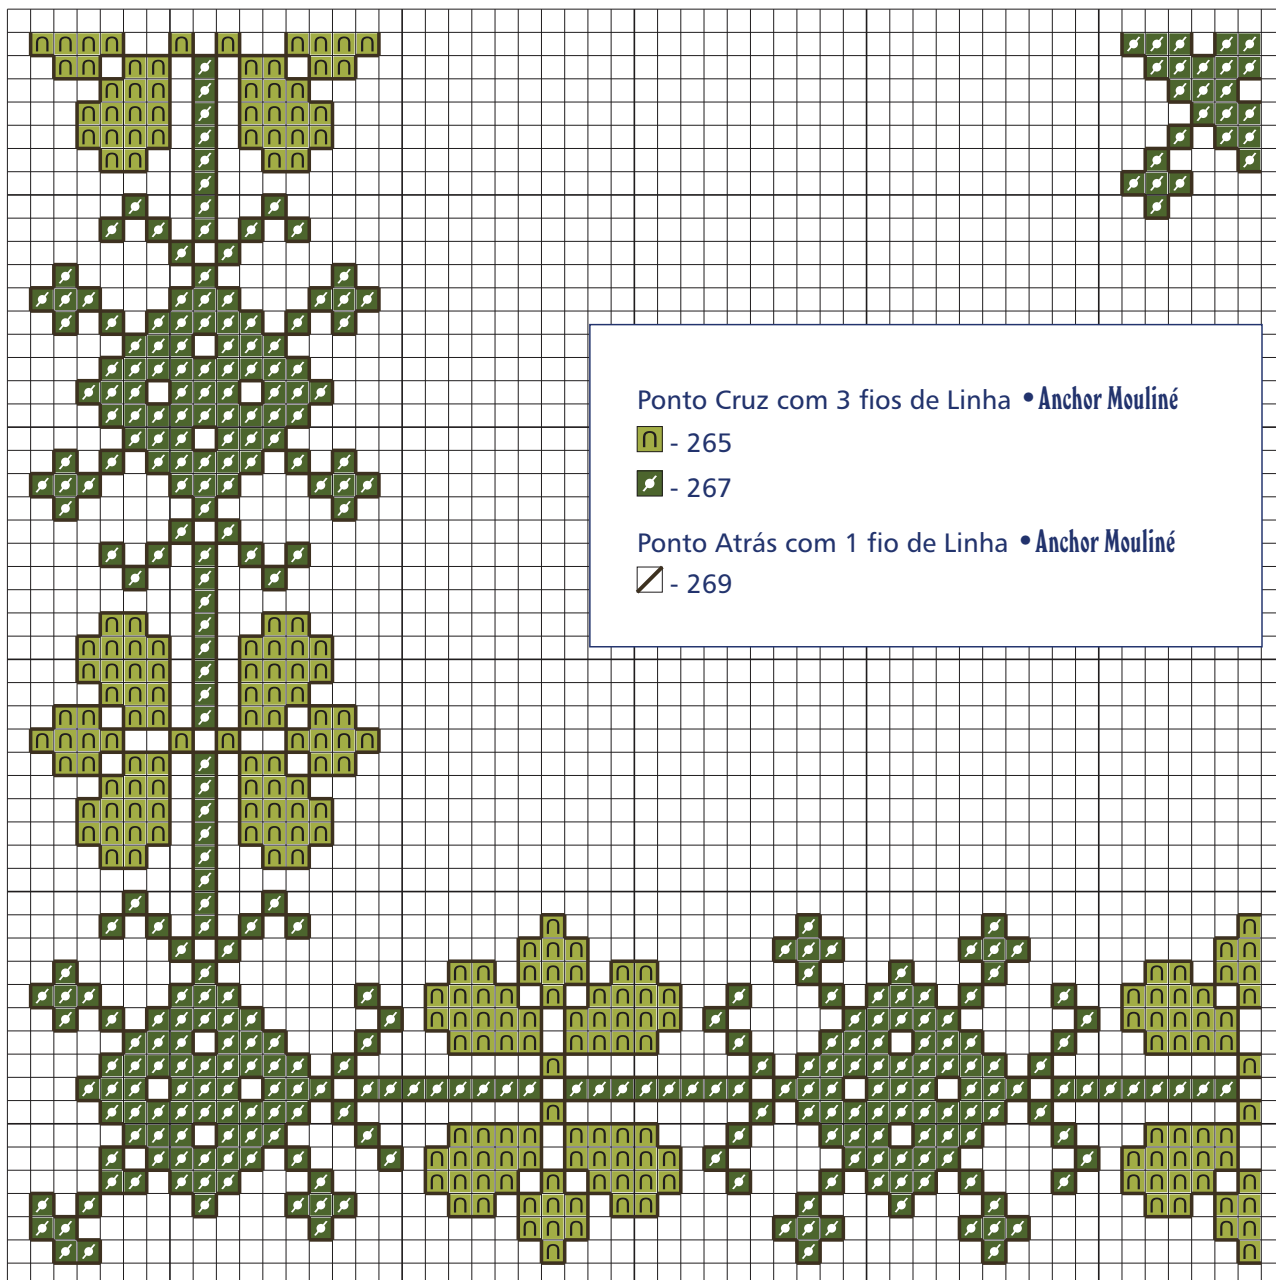 Ponto Cruz com 3 fios de Linha • Anchor Mouliné
- 265
- 267
Ponto Atrás com 1 fio de Linha • Anchor Mouliné
- 269